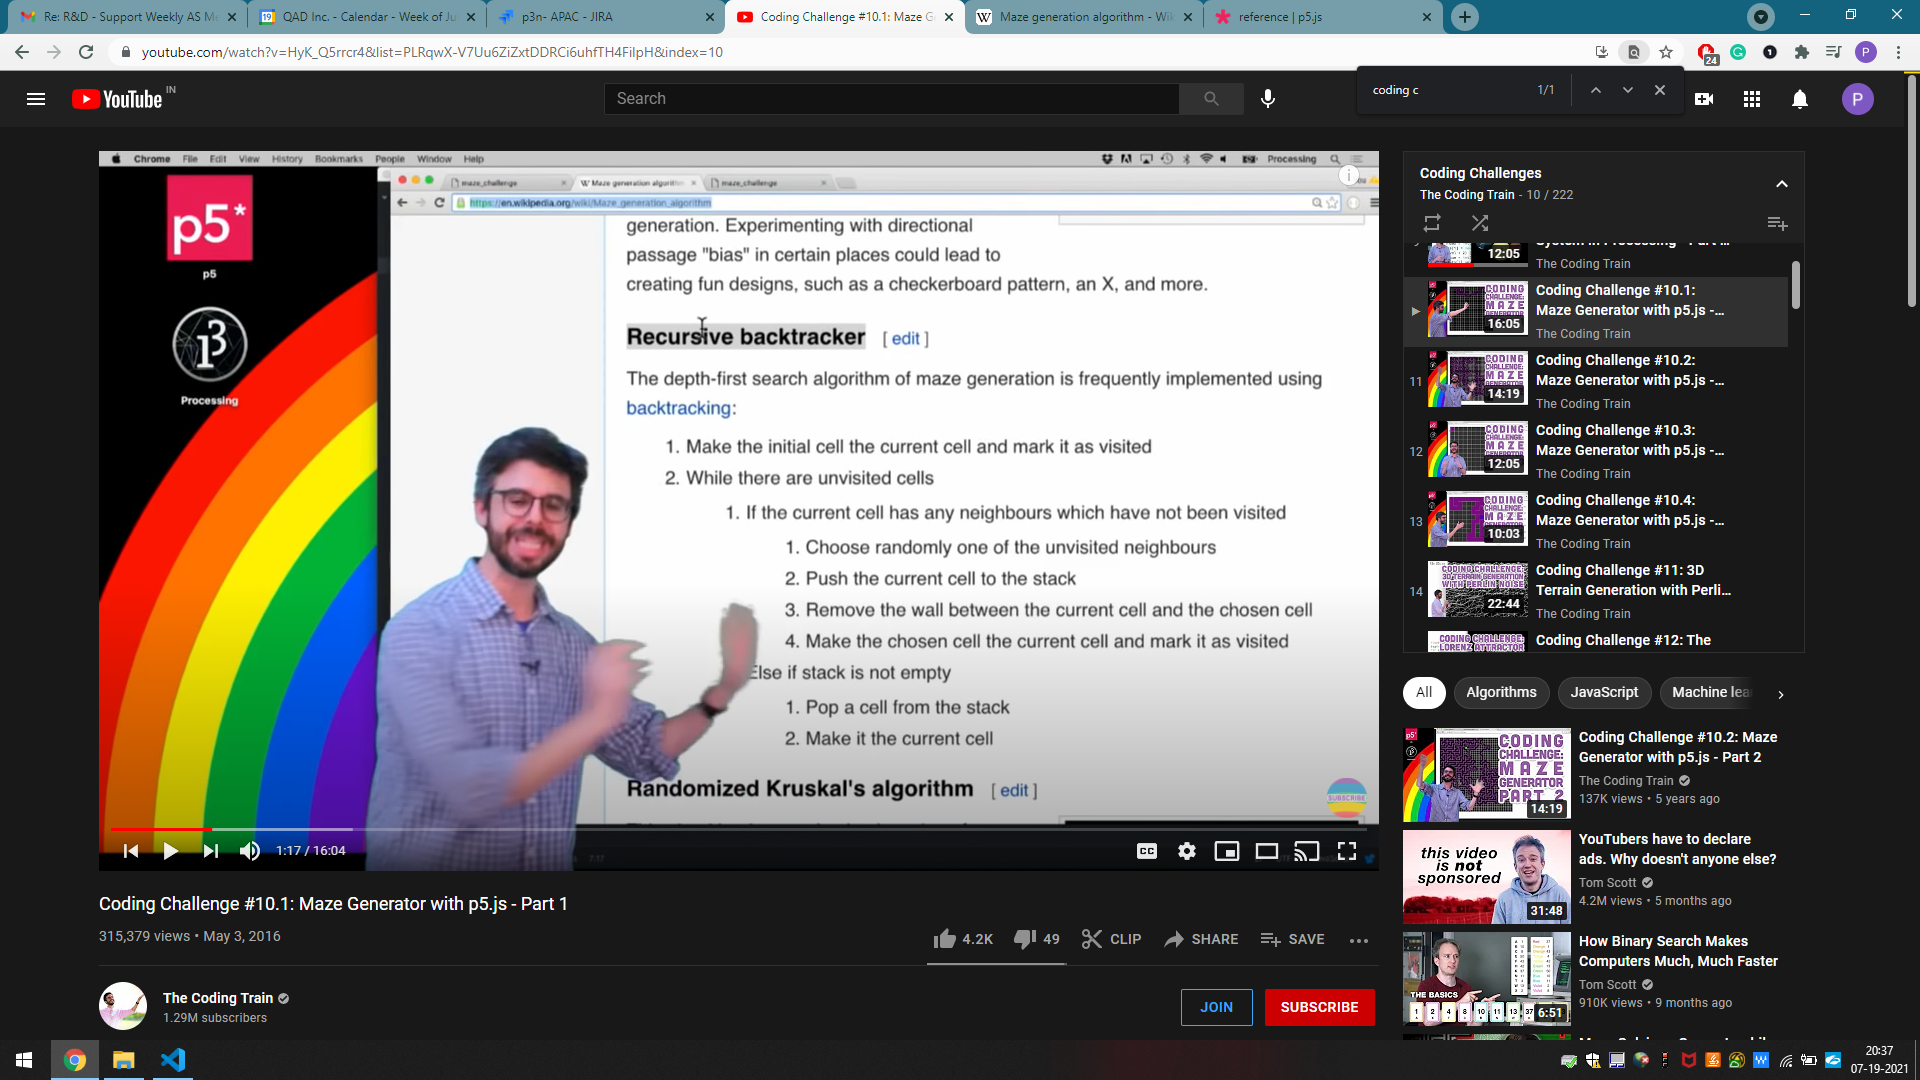 Re: R&D - Support Weekly AS Me
QAD Inc. - Calendar - Week of Ju
p3n- APAC - JIRA
Coding Challenge #10.1: Maze Ge
Maze generation algorithm - Wik
reference | p5.js
youtube.com/watch?v=HyK_Q5rrcr4&list=PLRqwX-V7Uu6ZiZxtDDRCi6uhfTH4FilpH&index=10
24
P
coding c
1/1
YouTube
IN
Search
P
Chrome File Edit View History Bookmarks People Window Help
Processing
maze_challenge
Maze generation algorithm
maze_challenge
https://en.wikipedia.org/wiki/Maze_generation_algorithm
p5*
p5
Processing
generation. Experimenting with directional
passage "bias" in certain places could lead to
creating fun designs, such as a checkerboard pattern, an X, and more.
Recursive backtracker [ edit ]
The depth-first search algorithm of maze generation is frequently implemented using
backtracking:
1. Make the initial cell the current cell and mark it as visited
2. While there are unvisited cells
1. If the current cell has any neighbours which have not been visited
1. Choose randomly one of the unvisited neighbours
2. Push the current cell to the stack
3. Remove the wall between the current cell and the chosen cell
4. Make the chosen cell the current cell and mark it as visited
Else if stack is not empty
1. Pop a cell from the stack
2. Make it the current cell
Randomized Kruskal's algorithm [ edit ]
SUBSCRIBE
1:17 / 16:04
CC
Coding Challenge #10.1: Maze Generator with p5.js - Part 1
315,379 views • May 3, 2016
4.2K
49
CLIP
SHARE
SAVE
The Coding Train
1.29M subscribers
JOIN
SUBSCRIBE
Coding Challenges
The Coding Train - 10 / 222
System in Processing - Part ...
12:05
The Coding Train
Coding Challenge #10.1:
Maze Generator with p5.js -...
16:05
The Coding Train
11
Coding Challenge #10.2:
Maze Generator with p5.js -...
14:19
The Coding Train
12
Coding Challenge #10.3:
Maze Generator with p5.js -...
12:05
The Coding Train
13
Coding Challenge #10.4:
Maze Generator with p5.js -...
10:03
The Coding Train
14
Coding Challenge #11: 3D
Terrain Generation with Perli...
22:44
The Coding Train
Coding Challenge #12: The
All
Algorithms
JavaScript
Machine lea
CODING
CHALLENGE:
MAZE
GENERATOR
PART 2
14:19
Coding Challenge #10.2: Maze
Generator with p5.js - Part 2
The Coding Train
137K views • 5 years ago
this video
is not
sponsored
31:48
YouTubers have to declare
ads. Why doesn't anyone else?
Tom Scott
4.2M views • 5 months ago
THE BASICS
6:51
How Binary Search Makes
Computers Much, Much Faster
Tom Scott
910K views • 9 months ago
20:37
07-19-2021